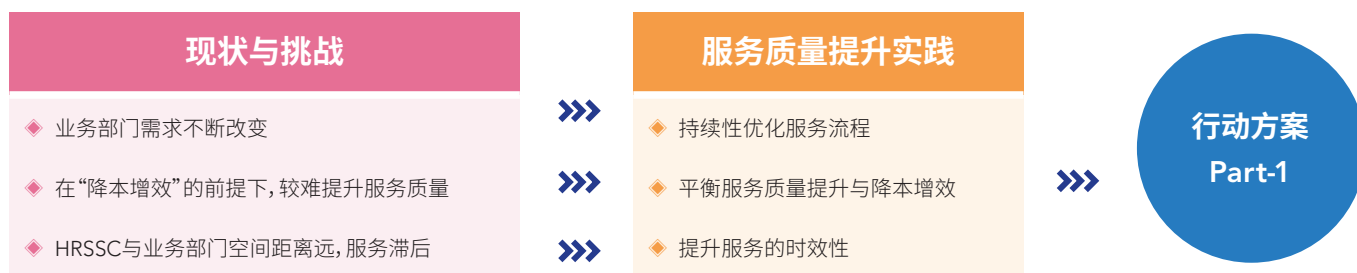 现状与挑战
业务部门需求不断改变
在“降本增效”的前提下,较难提升服务质量
HRSSC与业务部门空间距离远,服务滞后
服务质量提升实践
持续性优化服务流程
平衡服务质量提升与降本增效
提升服务的时效性
行动方案
Part-1